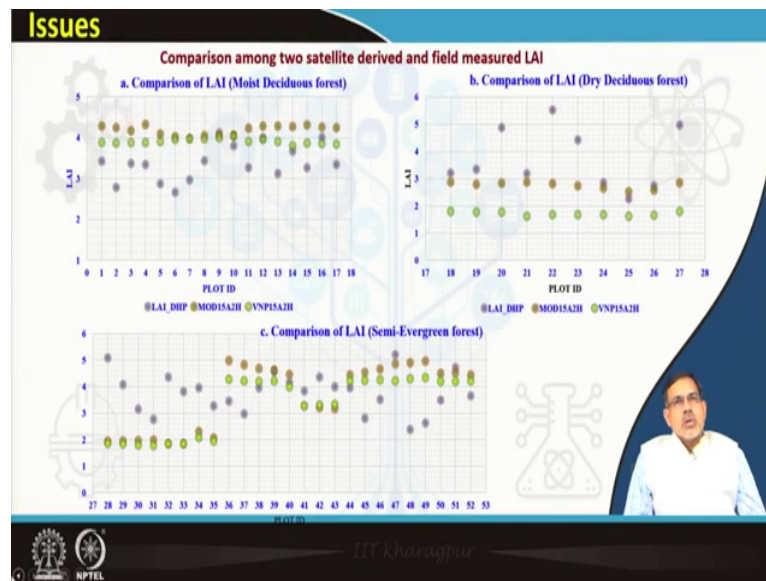 Issues
Comparison among two satellite derived and field measured LAI
a. Comparison of LAI (Moist Deciduous forest)
5
4
3
2
1
LAI
0 1 2 3 4 5 6 7 8 9 10 11 12 13 14 15 16 17 18
PLOT ID
LAI_DHP MOD15A2H VNP15A2H
b. Comparison of LAI (Dry Deciduous forest)
6
5
4
3
2
1
0
LAI
17 18 19 20 21 22 23 24 25 26 27 28
PLOT ID
LAI_DHP MOD15A2H VNP15A2H
c. Comparison of LAI (Semi-Evergreen forest)
6
5
4
3
2
1
0
27 28 29 30 31 32 33 34 35 36 37 38 39 40 41 42 43 44 45 46 47 48 49 50 51 52 53
PLOT ID
NPTEL
IIT Kharagpur